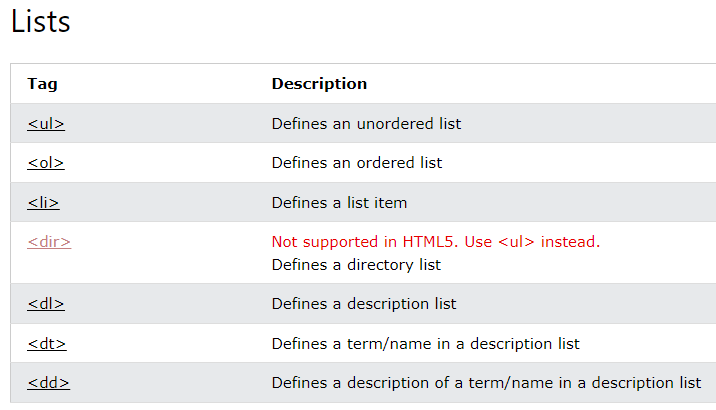 Lists
Tag Description
<ul> Defines an unordered list
<ol> Defines an ordered list
<li> Defines a list item
<dir> Not supported in HTML5. Use <ul> instead.
Defines a directory list
<dl> Defines a description list
<dt> Defines a term/name in a description list
<dd> Defines a description of a term/name in a description list